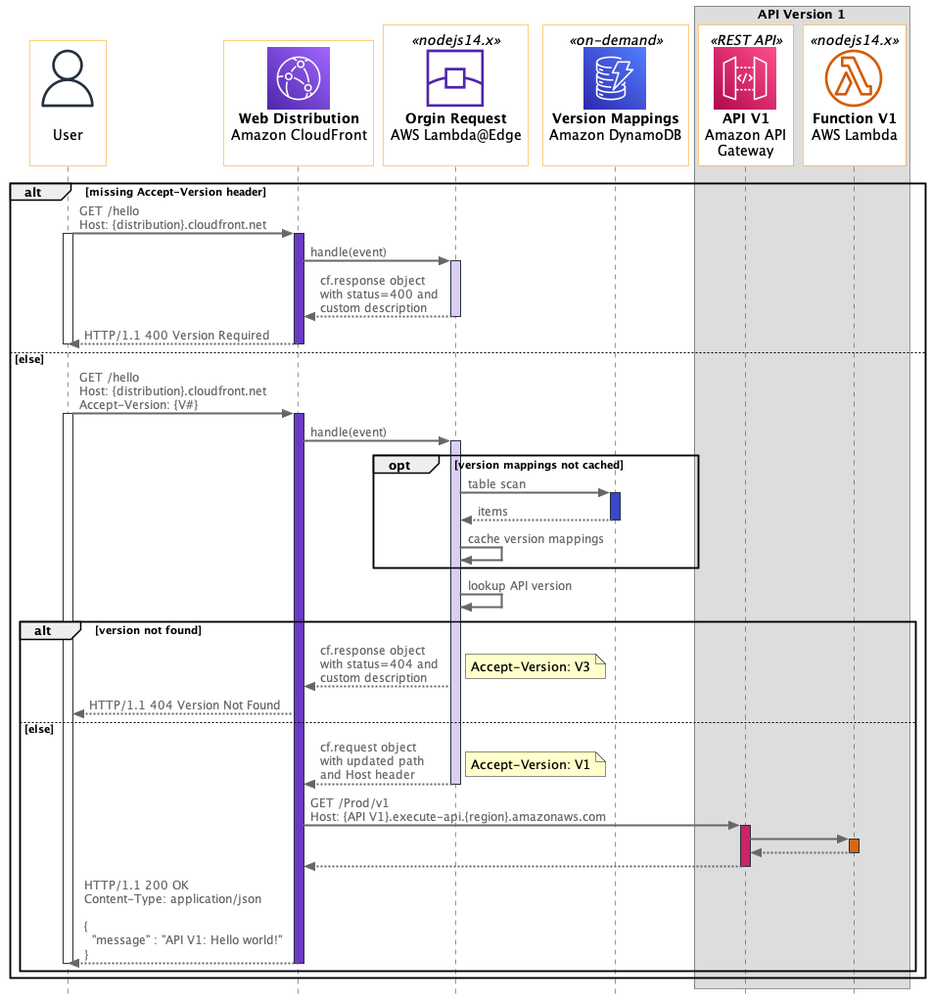 API Version 1
«nodejs14.x»
«on-demand»
«REST API»
«nodejs14.x»
User
Web Distribution
Amazon CloudFront
Orgin Request
AWS Lambda@Edge
Version Mappings
Amazon DynamoDB
API V1
Amazon API
Gateway
Function V1
AWS Lambda
alt
[missing Accept-Version header]
GET /hello
Host: {distribution}.cloudfront.net
handle(event)
cf.response object
with status=400 and
custom description
HTTP/1.1 400 Version Required
[else]
GET /hello
Host: {distribution}.cloudfront.net
Accept-Version: {V#}
handle(event)
opt
[version mappings not cached]
table scan
items
cache version mappings
lookup API version
alt
[version not found]
cf.response object
with status=404 and
custom description
Accept-Version: V3
HTTP/1.1 404 Version Not Found
[else]
cf.request object
with updated path
and Host header
Accept-Version: V1
GET /Prod/v1
Host: {API V1}.execute-api.{region}.amazonaws.com
HTTP/1.1 200 OK
Content-Type: application/json
{
"message" : "API V1: Hello world!"
}